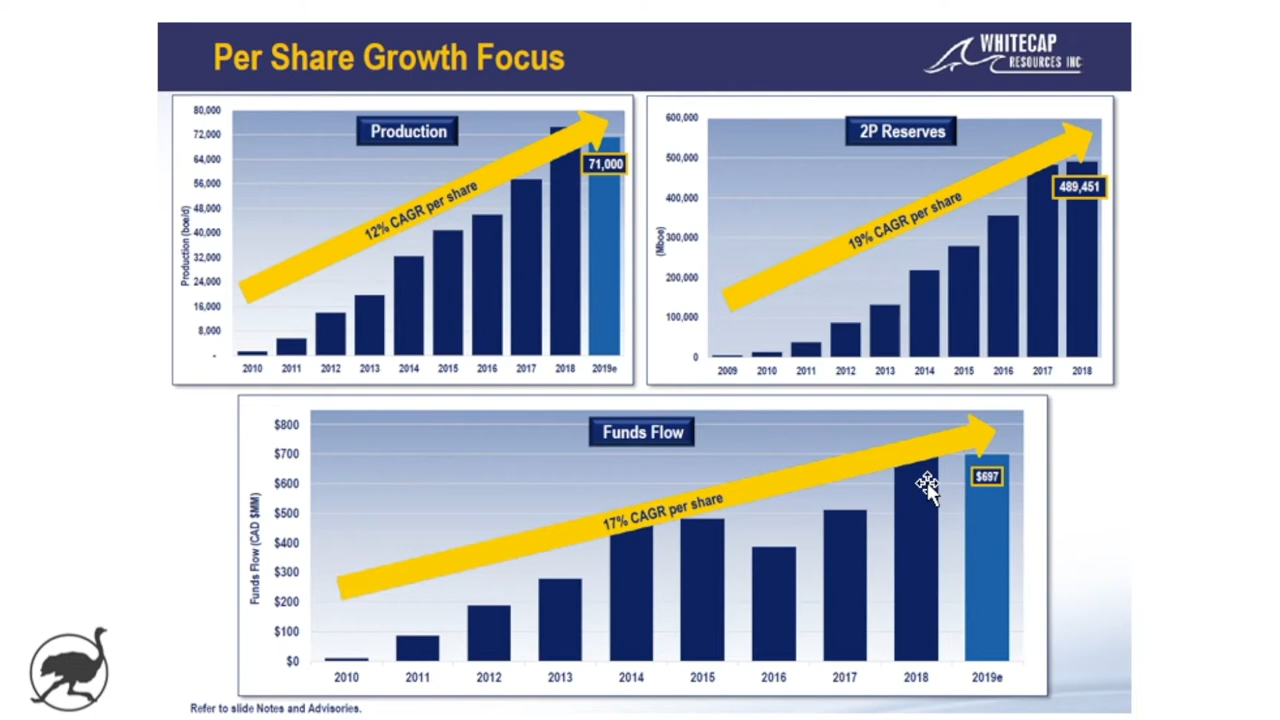 Per Share Growth Focus
WHITECAP
RESOURCES INC
Production
80,000
72,000
64,000
56,000
48,000
40,000
32,000
24,000
16,000
8,000
-
Production (boe/d)
12% CAGR per share
71,000
2010 2011 2012 2013 2014 2015 2016 2017 2018 2019e
2P Reserves
600,000
500,000
400,000
300,000
200,000
100,000
0
(Mboe)
19% CAGR per share
489,451
2009 2010 2011 2012 2013 2014 2015 2016 2017 2018
Funds Flow
$800
$700
$600
$500
$400
$300
$200
$100
$0
Funds Flow (CAD $MM)
17% CAGR per share
$697
2010 2011 2012 2013 2014 2015 2016 2017 2018 2019e
Refer to slide Notes and Advisories.